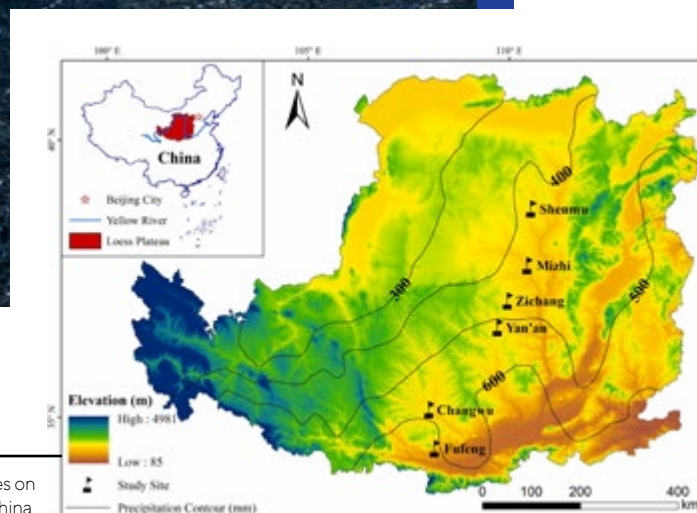 100° E
105° E
110° E
N
40° N
China
Beijing City
Yellow River
Loess Plateau
400
Shenmu
Mizhi
300
500
Zichang
Yan'an
600
Elevation (m)
High : 4981
Changwu
35° N
Fufeng
Low : 85
Study Site
Precipitation Contour (mm)
0 100 200 400
km
es on
hina